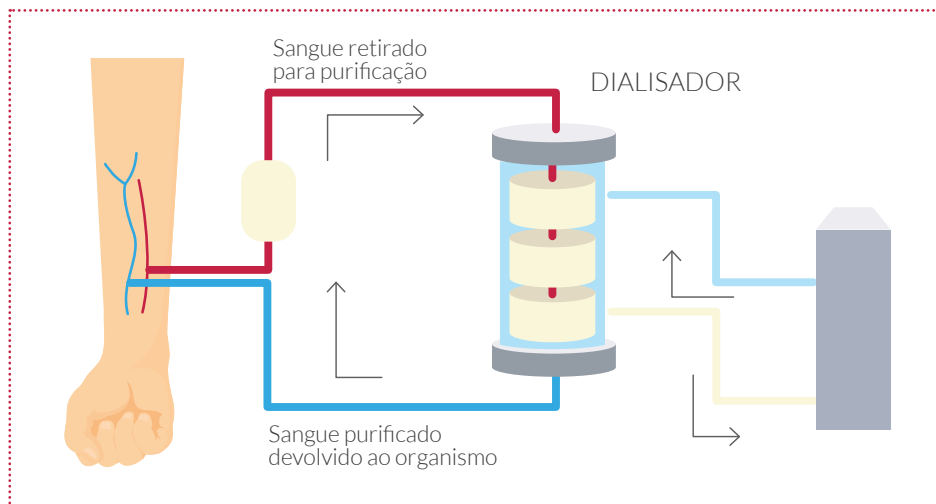 Sangue retirado
para purificação
DIALISADOR
Sangue purificado
devolvido ao organismo